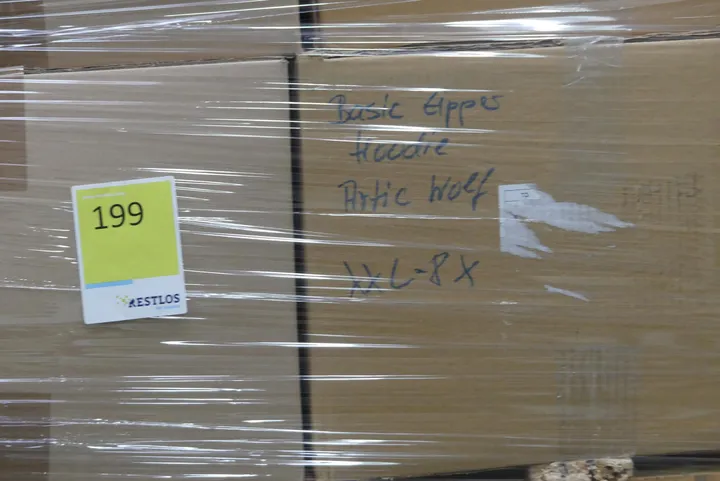 Basic Zipper
Hoodie
Artic Wolf
XXL-8X
199
RESTLOS